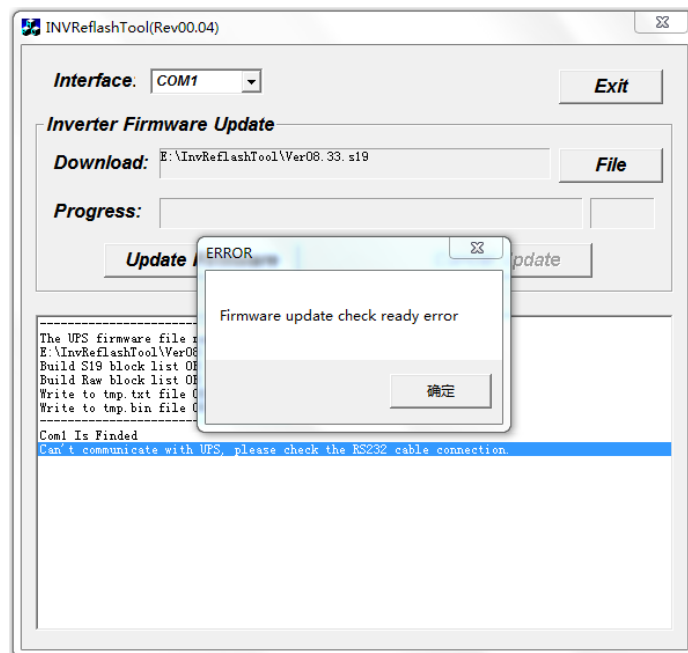 INVReflashTool(Rev00.04)
Interface: COM1
Exit
Inverter Firmware Update
Download: E:\InvReflashTool\Ver08.33.s19
File
Progress:
Update
ERROR
Firmware update check ready error
确定
The UPS firmware file
E:\InvReflashTool\Ver08
Build S19 block list
Build Raw block list
Write to tmp.txt file
Write to tmp.bin file
Com1 Is Finded
Can't communicate with UPS, please check the RS232 cable connection.